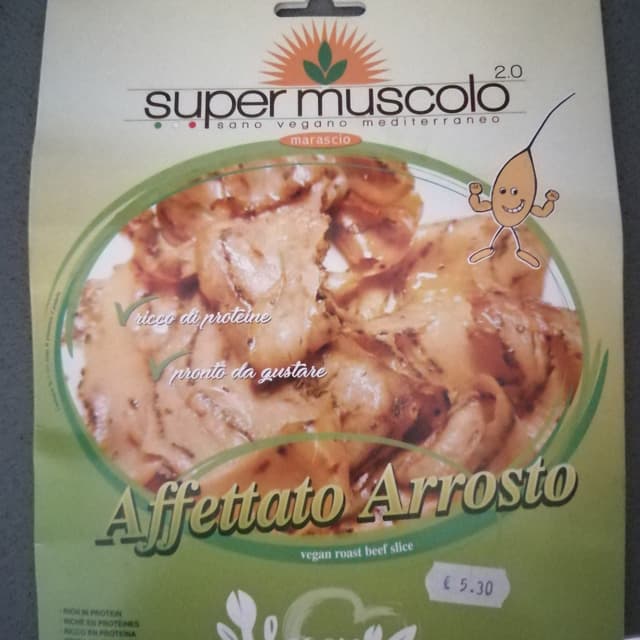 super muscolo 2.0
sano vegano mediterraneo
marascio
ricco di proteine
pronto da gustare
Affettato Arrosto
vegan roast beef slice
€ 5.30
RICH IN PROTEIN
RICHE EN PROTÉINES
RICCO EN PROTEINA